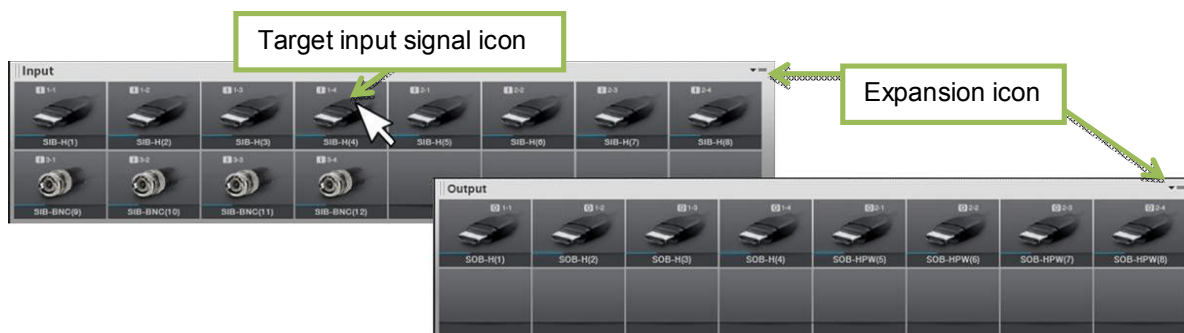 Target input signal icon
Expansion icon
Input
I 1-1 I 1-2 I 1-3 I 1-4 I 2-1 I 2-2 I 2-3 I 2-4
SIB-H(1) SIB-H(2) SIB-H(3) SIB-H(4) SIB-H(5) SIB-H(6) SIB-H(7) SIB-H(8)
I 3-1 I 3-2 I 3-3 I 3-4
SIB-BNC(9) SIB-BNC(10) SIB-BNC(11) SIB-BNC(12)
Output
O 1-1 O 1-2 O 1-3 O 1-4 O 2-1 O 2-2 O 2-3 O 2-4
SOB-H(1) SOB-H(2) SOB-H(3) SOB-H(4) SOB-HPW(5) SOB-HPW(6) SOB-HPW(7) SOB-HPW(8)